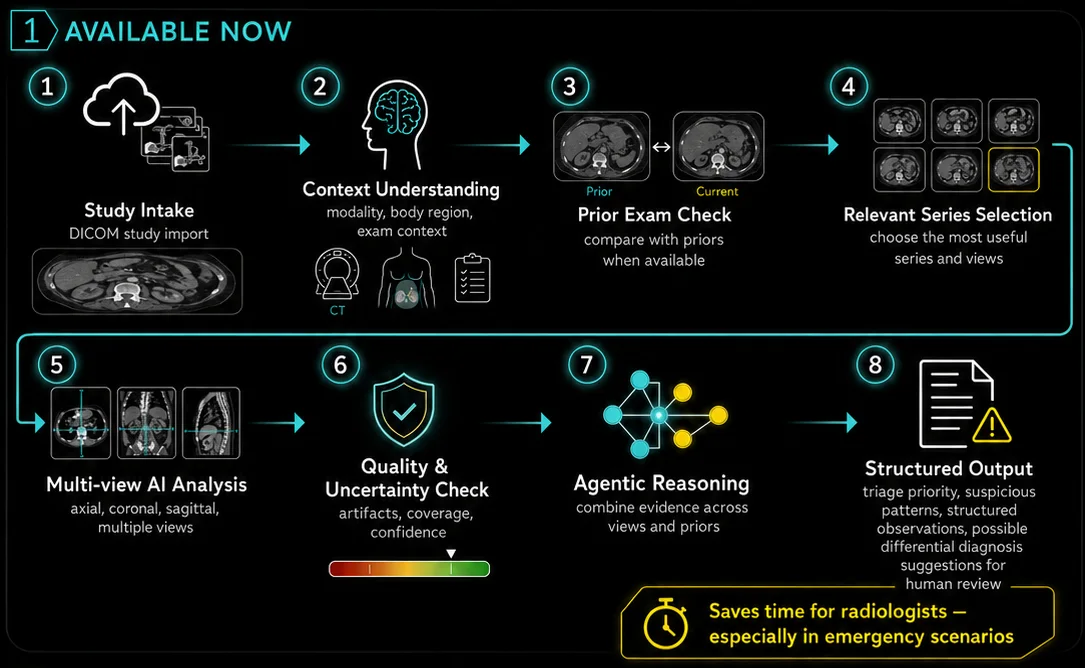 1 AVAILABLE NOW
1
Study Intake
DICOM study import
2
Context Understanding
modality, body region,
exam context
CT
3
Prior
Current
Prior Exam Check
compare with priors
when available
4
Relevant Series Selection
choose the most useful
series and views
5
Multi-view AI Analysis
axial, coronal, sagittal,
multiple views
6
Quality &
Uncertainty Check
artifacts, coverage,
confidence
7
Agentic Reasoning
combine evidence across
views and priors
8
Structured Output
triage priority, suspicious
patterns, structured
observations, possible
differential diagnosis
suggestions for
human review
Saves time for radiologists —
especially in emergency scenarios